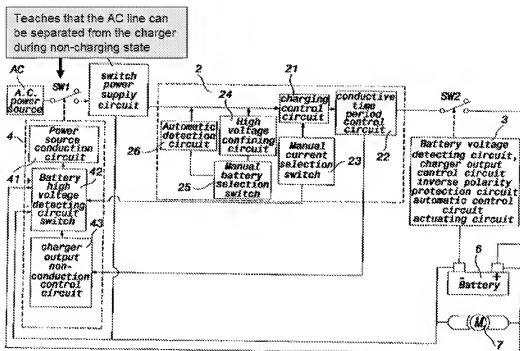 Teaches that the AC line can
be separated from the charger
during non-charging state
AC
A.C. power
source
SW1
switch power
supply
circuit
2
24
21
charging
control
circuit
conductive
time
period
control
circuit
22
High
voltage
confining
circuit
Automatic
detection
circuit
26
Manual
battery
selection
switch
25
Manual
current
selection
switch
23
SW2
3
Battery voltage
detecting circuit,
charger output
control circuit
inverse polarity
protection circuit
automatic control
circuit
actuating circuit
4
Power
source
conduction
circuit
41
42
Battery
high
voltage
detecting
circuit
switch
43
charger
output
non-
conduction
control
circuit
6
- +
Battery
M
7